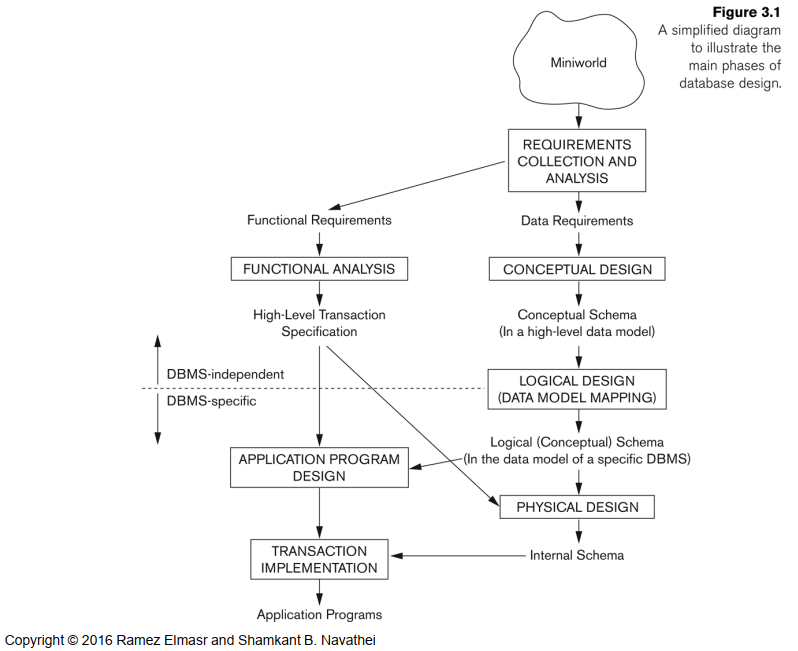 Figure 3.1
A simplified diagram
to illustrate the
main phases of
database design.
Miniworld
REQUIREMENTS
COLLECTION AND
ANALYSIS
Functional Requirements
Data Requirements
FUNCTIONAL ANALYSIS
CONCEPTUAL DESIGN
High-Level Transaction
Specification
Conceptual Schema
(In a high-level data model)
DBMS-independent
DBMS-specific
LOGICAL DESIGN
(DATA MODEL MAPPING)
Logical (Conceptual) Schema
(In the data model of a specific DBMS)
APPLICATION PROGRAM
DESIGN
PHYSICAL DESIGN
TRANSACTION
IMPLEMENTATION
Internal Schema
Application Programs
Copyright © 2016 Ramez Elmasr and Shamkant B. Navathei